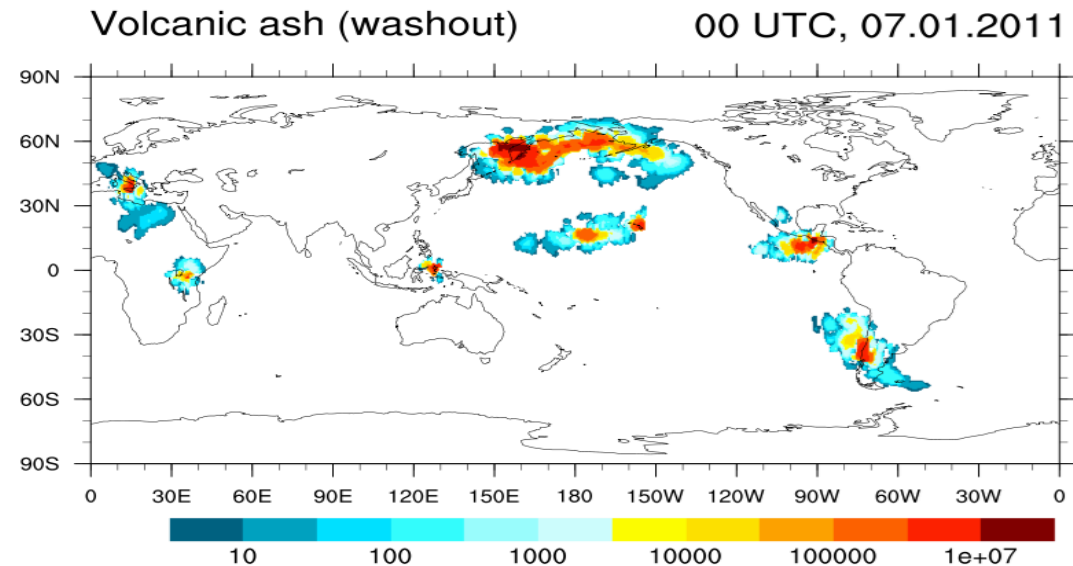 Volcanic ash (washout) 00 UTC, 07.01.2011
90N
60N
30N
0
30S
60S
90S
0 30E 60E 90E 120E 150E 180 150W 120W 90W 60W 30W 0
10 100 1000 10000 100000 1e+07